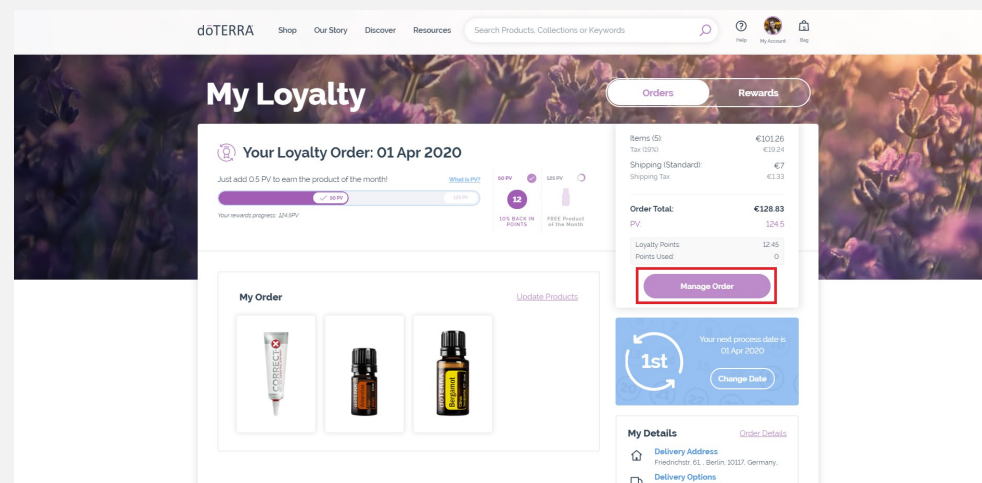 dōTERRA
Shop
Our Story
Discover
Resources
Search Products, Collections or Keywords
Help
My Account
Bag
My Loyalty
Orders
Rewards
Your Loyalty Order: 01 Apr 2020
Just add 0.5 PV to earn the product of the month!
What is PV?
50 PV
125 PV
Your rewards progress: 124.5PV
50 PV
125 PV
12
10% BACK IN
POINTS
FREE Product
of the Month
Items (5): €101.26
Tax (19%): €19.24
Shipping (Standard): €7
Shipping Tax: €1.33
Order Total: €128.83
PV: 124.5
Loyalty Points: 12.45
Points Used: 0
Manage Order
My Order
Update Products
CORRECT-X
dōTERRA
dōTERRA
Bergamot
Your next process date is
01 Apr 2020
1st
Change Date
My Details
Order Details
Delivery Address
Friedrichstr. 61, , Berlin, 10117, Germany,.
Delivery Options